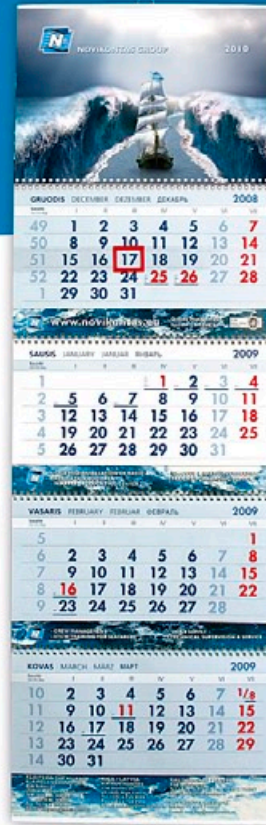 N NOVIKONTAS GROUP 2010
GRUODIS DECEMBER DEZEMBER ДЕКАБРЬ 2008
I II III IV V VI VII
49 1 2 3 4 5 6 7
50 8 9 10 11 12 13 14
51 15 16 17 18 19 20 21
52 22 23 24 25 26 27 28
1 29 30 31
N www.novikontas.eu
SAUSIS JANUARY JANUAR ЯНВАРЬ 2009
I II III IV V VI VII
1 1 2 3 4
2 5 6 7 8 9 10 11
3 12 13 14 15 16 17 18
4 19 20 21 22 23 24 25
5 26 27 28 29 30 31
VASARIS FEBRUARY FEBRUAR ФЕВРАЛЬ 2009
I II III IV V VI VII
5 1
6 2 3 4 5 6 7 8
7 9 10 11 12 13 14 15
8 16 17 18 19 20 21 22
9 23 24 25 26 27 28
CREW MANAGEMENT
KOVAS MARCH MÄRZ МАРТ 2009
I II III IV V VI VII
10 2 3 4 5 6 7 1/8
11 9 10 11 12 13 14 15
12 16 17 18 19 20 21 22
13 23 24 25 26 27 28 29
14 30 31